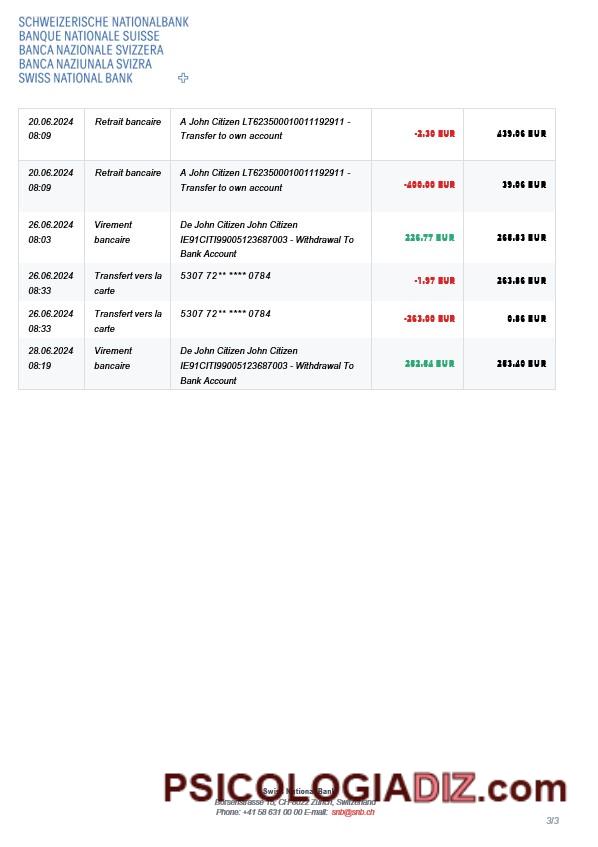 SCHWEIZERISCHE NATIONALBANK
BANQUE NATIONALE SUISSE
BANCA NAZIONALE SVIZZERA
BANCA NAZIUNALA SVIZRA
SWISS NATIONAL BANK
20.06.2024 Retrait bancaire A John Citizen LT623500010011192911 - -2.30 EUR 439.06 EUR
08:09 Transfer to own account
20.06.2024 Retrait bancaire A John Citizen LT623500010011192911 - -400.00 EUR 39.06 EUR
08:09 Transfer to own account
26.06.2024 Virement De John Citizen John Citizen
08:03 bancaire IE91CITI99005123687003 - Withdrawal To 226.77 EUR 265.83 EUR
Bank Account
26.06.2024 Transfert vers la 5307 72** **** 0784 -1.97 EUR 263.86 EUR
08:33 carte
26.06.2024 Transfert vers la 5307 72** **** 0784 -263.00 EUR 0.86 EUR
08:33 carte
28.06.2024 Virement De John Citizen John Citizen
08:19 bancaire IE91CITI99005123687003 - Withdrawal To 252.54 EUR 253.40 EUR
Bank Account
PSICOLOGIADIZ.com
Swiss National Bank
Börsenstrasse 15, CH-8022 Zurich, Switzerland
Phone: +41 58 631 00 00 E-mail: snb@snb.ch
3/3